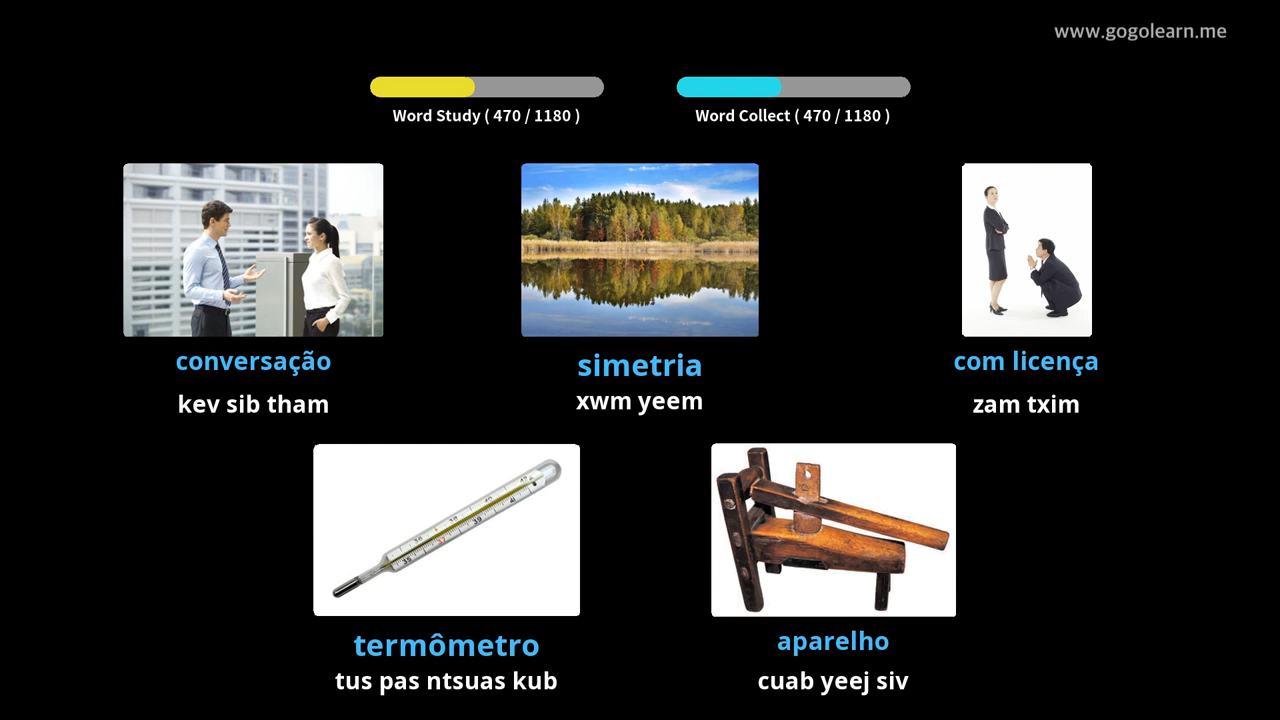 www.gogolearn.me
Word Study ( 470 / 1180 )
Word Collect ( 470 / 1180 )
conversação
kev sib tham
simetria
xwm yeem
com licença
zam txim
termômetro
tus pas ntsuas kub
aparelho
cuab yeej siv